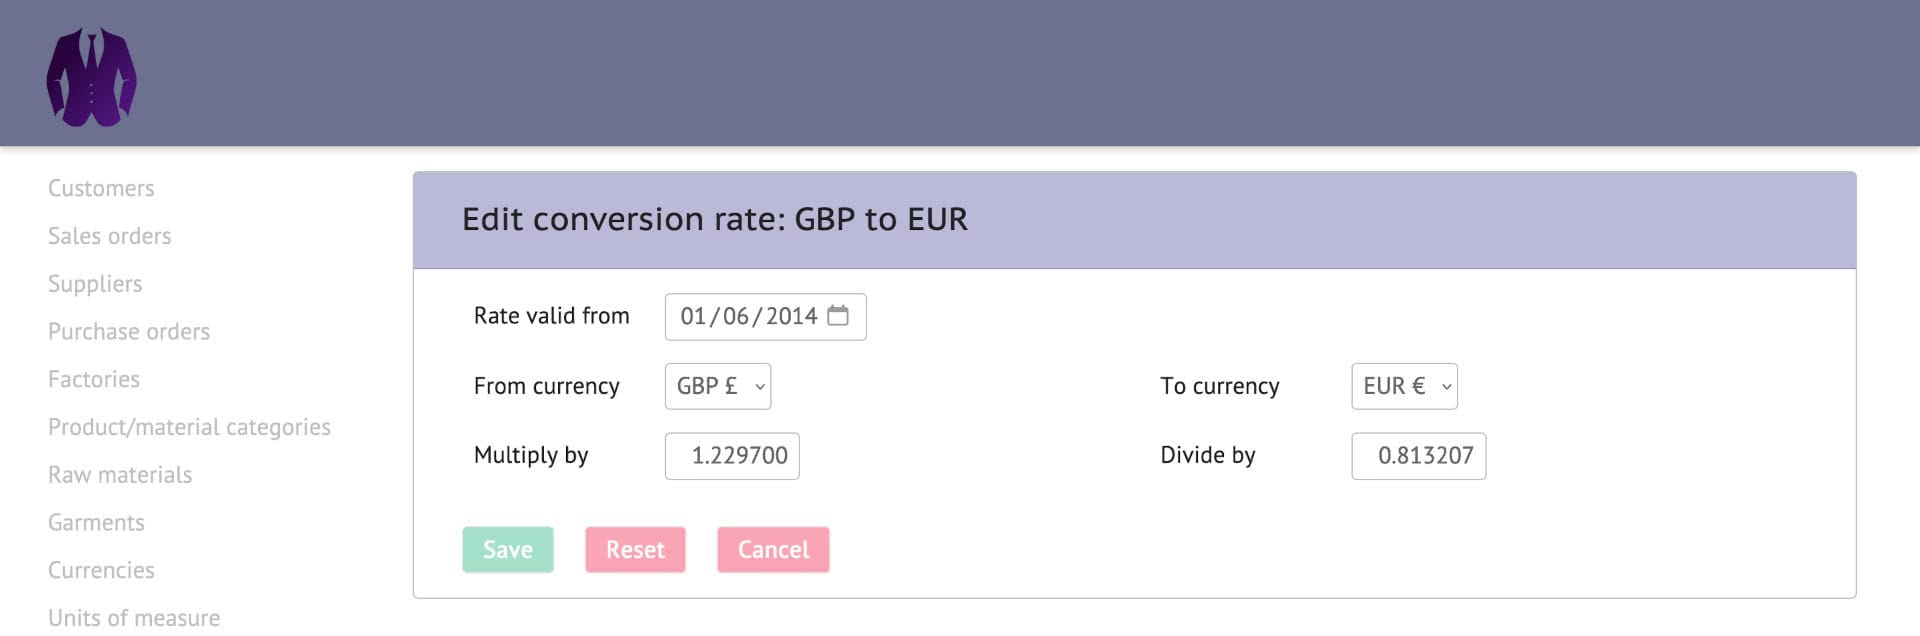 Customers
Sales orders
Suppliers
Purchase orders
Factories
Product/material categories
Raw materials
Garments
Currencies
Units of measure
Edit conversion rate: GBP to EUR
Rate valid from 01/06/2014
From currency GBP £ To currency EUR €
Multiply by 1.229700 Divide by 0.813207
Save Reset Cancel